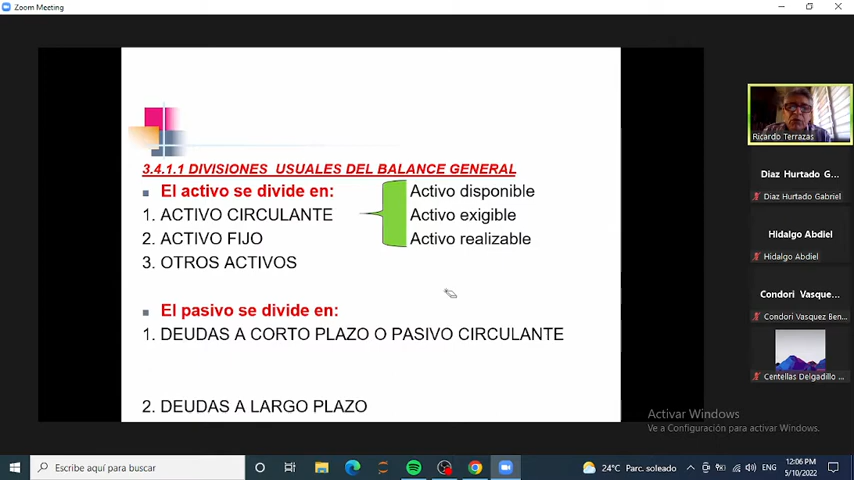 Zoom Meeting
3.4.1.1 DIVISIONES USUALES DEL BALANCE GENERAL
El activo se divide en:
1. ACTIVO CIRCULANTE
2. ACTIVO FIJO
3. OTROS ACTIVOS
Activo disponible
Activo exigible
Activo realizable
El pasivo se divide en:
1. DEUDAS A CORTO PLAZO O PASIVO CIRCULANTE
2. DEUDAS A LARGO PLAZO
Ricardo Terrazas
Diaz Hurtado G...
Diaz Hurtado Gabriel
Hidalgo Abdiel
Hidalgo Abdiel
Condori Vasque...
Condori Vasquez Ben...
Centellas Delgadillo ...
Activar Windows
Ve a Configuración para activar Windows.
Escribe aquí para buscar
24°C Parc. soleado
ENG
12:06 PM
5/10/2022